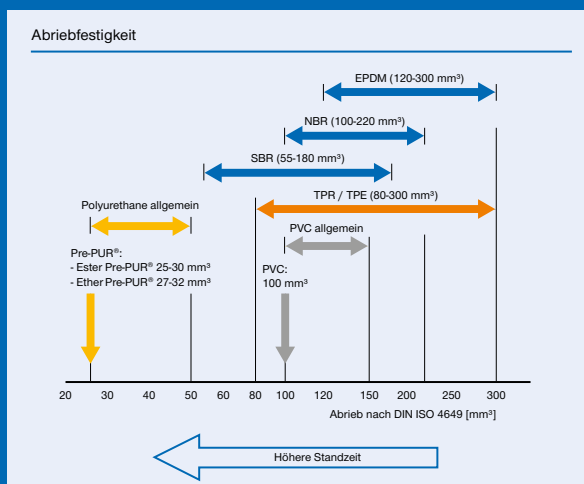 Abriebfestigkeit
EPDM (120-300 mm³)
NBR (100-220 mm³)
SBR (55-180 mm³)
TPR / TPE (80-300 mm³)
Polyurethane allgemein
PVC allgemein
Pre-PUR®:
- Ester Pre-PUR® 25-30 mm³
- Ether Pre-PUR® 27-32 mm³
PVC:
100 mm³
20 30 40 50 60 80 100 120 150 200 250 300
Abrieb nach DIN ISO 4649 [mm³]
Höhere Standzeit